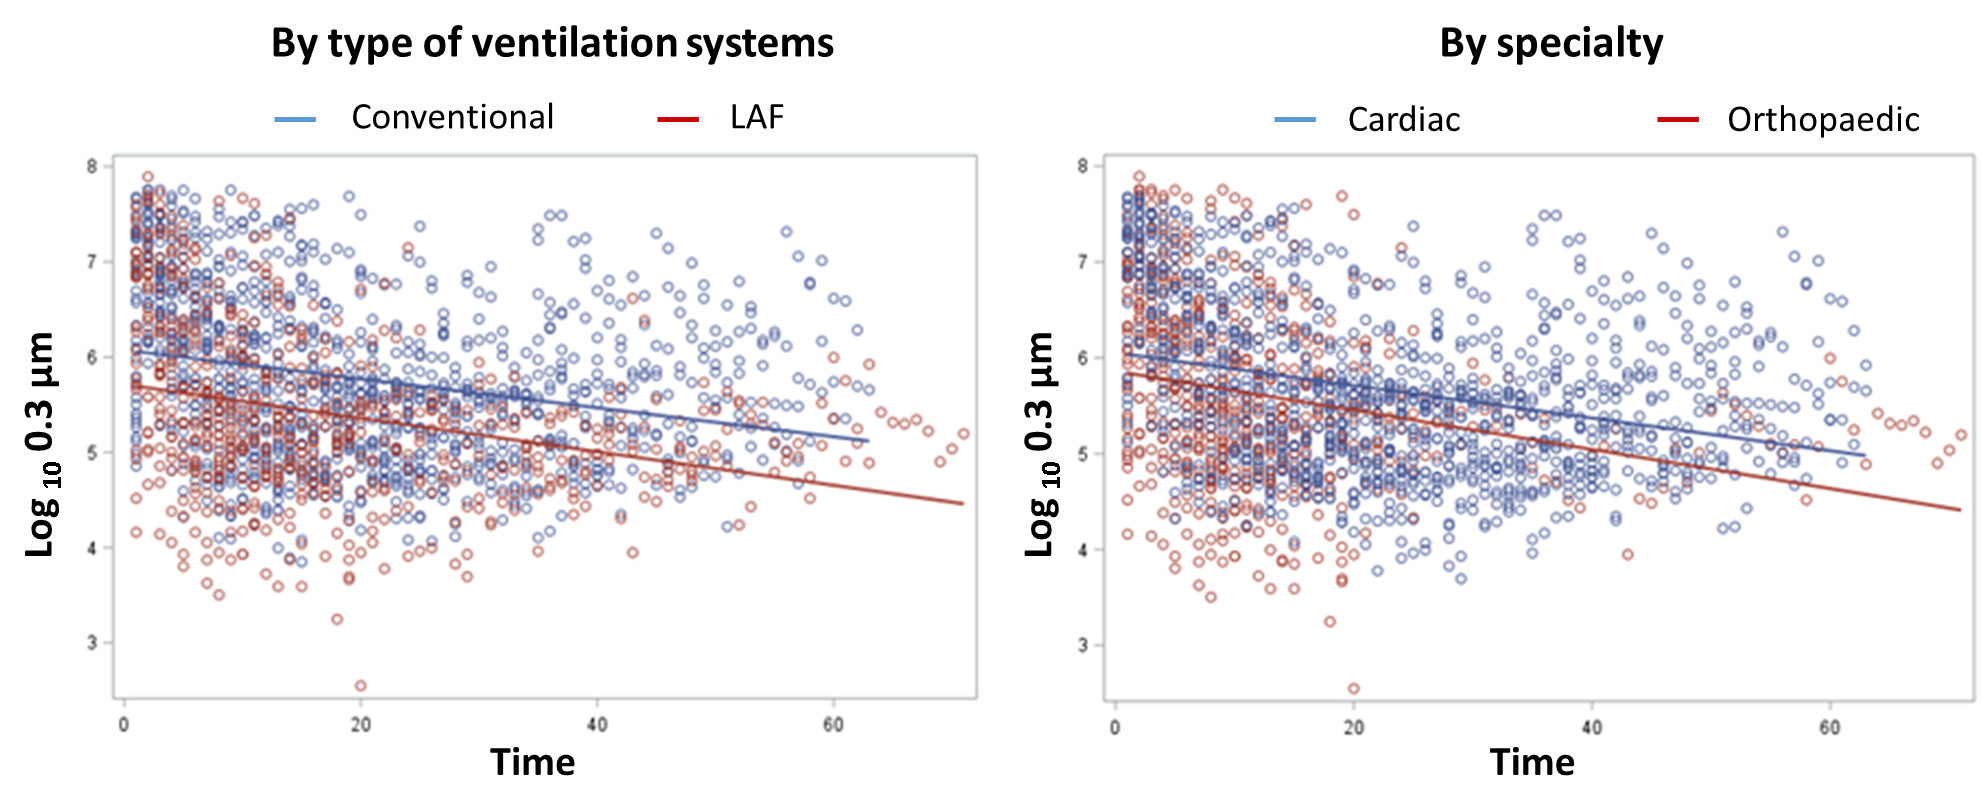 By type of ventilation systems
Conventional LAF
8
7
6
5
4
3
Log 10 0.3 µm
0 20 40 60
Time
By specialty
Cardiac Orthopaedic
8
7
6
5
4
3
Log 10 0.3 µm
0 20 40 60
Time